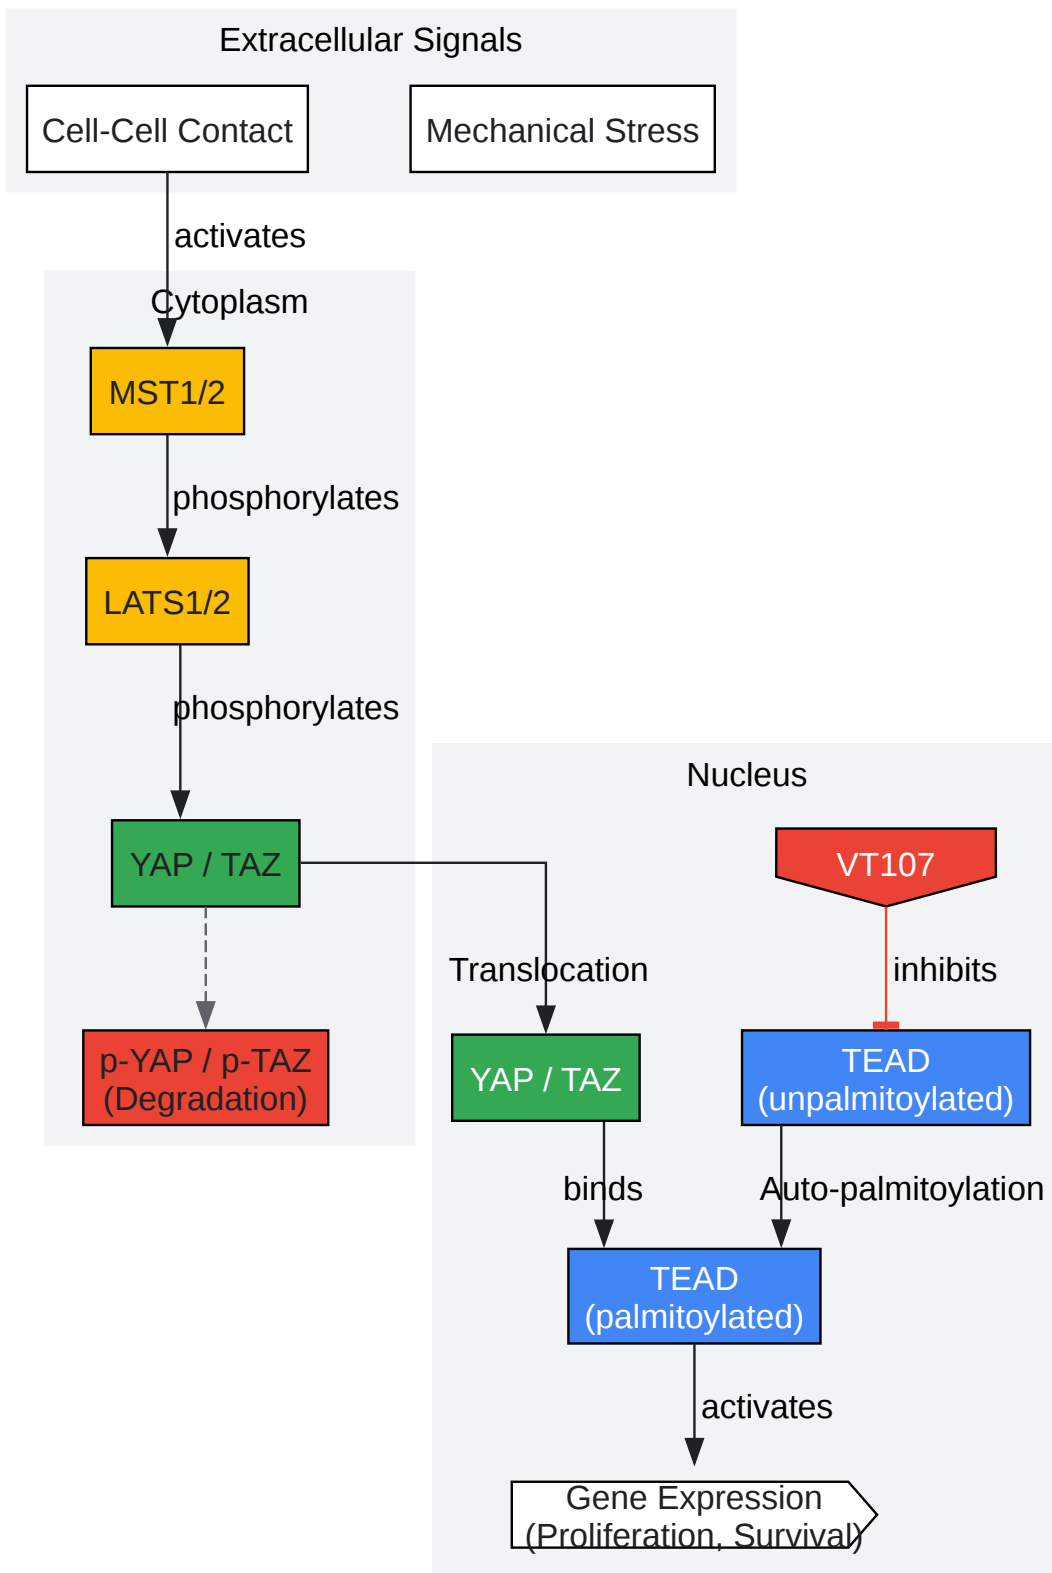 Extracellular Signals
Cell-Cell Contact
Mechanical Stress
activates
Cytoplasm
MST1/2
phosphorylates
LATS1/2
phosphorylates
Nucleus
YAP / TAZ
VT107
Translocation
inhibits
p-YAP / p-TAZ
(Degradation)
YAP / TAZ
TEAD
(unpalmitoylated)
binds
Auto-palmitoylation
TEAD
(palmitoylated)
activates
Gene Expression
(Proliferation, Survival)